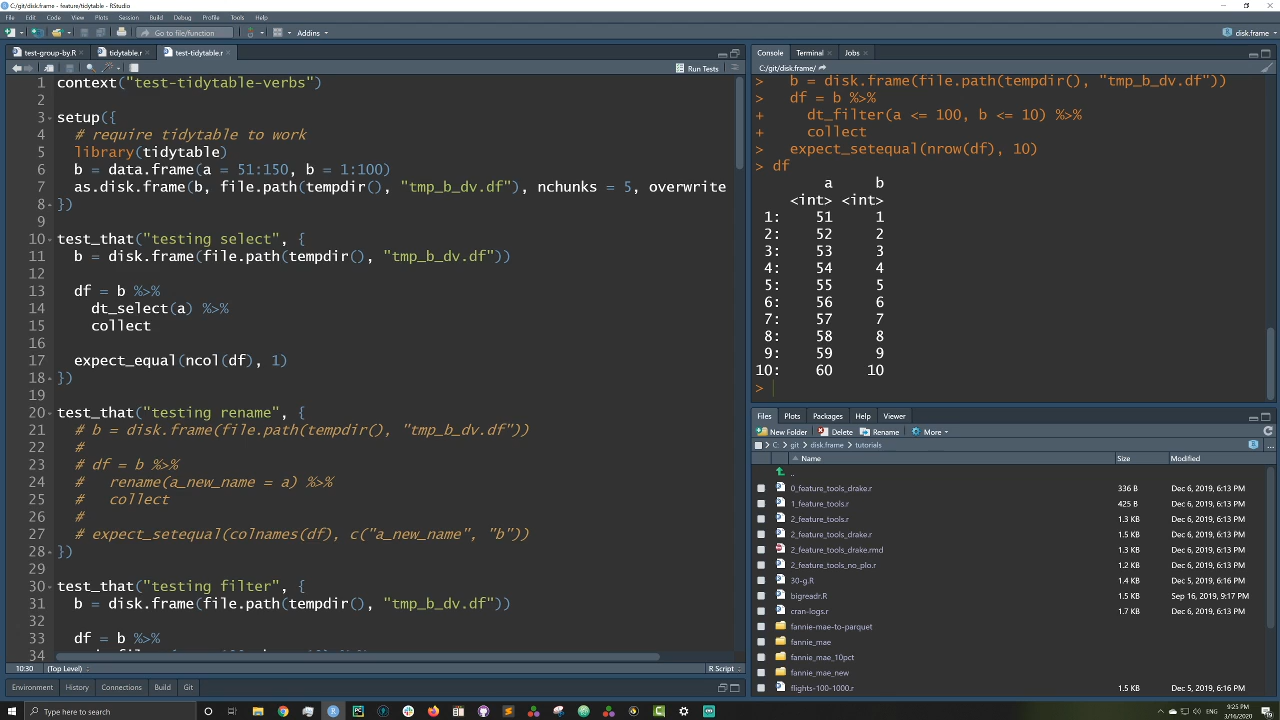 C:/git/disk.frame - feature/tidytable - RStudio
File Edit Code View Plots Session Build Debug Profile Tools Help
Go to file/function Addins disk.frame
test-group-by.R tidytable.r test-tidytable.r
Run Tests
1 context("test-tidytable-verbs")
2
3 setup({
4 # require tidytable to work
5 library(tidytable)
6 b = data.frame(a = 51:150, b = 1:100)
7 as.disk.frame(b, file.path(tempdir(), "tmp_b_dv.df"), nchunks = 5, overwrite
8 })
9
10 test_that("testing select", {
11 b = disk.frame(file.path(tempdir(), "tmp_b_dv.df"))
12
13 df = b %>%
14 dt_select(a) %>%
15 collect
16
17 expect_equal(ncol(df), 1)
18 })
19
20 test_that("testing rename", {
21 # b = disk.frame(file.path(tempdir(), "tmp_b_dv.df"))
22 #
23 # df = b %>%
24 # rename(a_new_name = a) %>%
25 # collect
26 #
27 # expect_setequal(colnames(df), c("a_new_name", "b"))
28 })
29
30 test_that("testing filter", {
31 b = disk.frame(file.path(tempdir(), "tmp_b_dv.df"))
32
33 df = b %>%
34
10:30 (Top Level) R Script
Environment History Connections Build Git
Console Terminal Jobs
C:/git/disk.frame/
> b = disk.frame(file.path(tempdir(), "tmp_b_dv.df"))
> df = b %>%
+ dt_filter(a <= 100, b <= 10) %>%
+ collect
> expect_setequal(nrow(df), 10)
> df
a b
<int> <int>
1: 51 1
2: 52 2
3: 53 3
4: 54 4
5: 55 5
6: 56 6
7: 57 7
8: 58 8
9: 59 9
10: 60 10
>
Files Plots Packages Help Viewer
New Folder Delete Rename More
C: git disk.frame tutorials
Name Size Modified
..
0_feature_tools_drake.r 336 B Dec 6, 2019, 6:13 PM
1_feature_tools.r 425 B Dec 6, 2019, 6:13 PM
2_feature_tools.r 1.3 KB Dec 6, 2019, 6:13 PM
2_feature_tools_drake.r 1.5 KB Dec 6, 2019, 6:13 PM
2_feature_tools_drake.rmd 1.3 KB Dec 6, 2019, 6:13 PM
2_feature_tools_no_plo.r 1.2 KB Dec 6, 2019, 6:13 PM
30-g.R 1.4 KB Dec 5, 2019, 6:16 PM
bigreadr.R 1.5 KB Sep 16, 2019, 9:17 PM
cran-logs.r 1.7 KB Dec 6, 2019, 6:13 PM
fannie-mae-to-parquet
fannie_mae
fannie_mae_10pct
fannie_mae_new
flights-100-1000.r 1.5 KB Dec 5, 2019, 6:14 PM
Type here to search
ENG
9:25 PM
3/16/2020